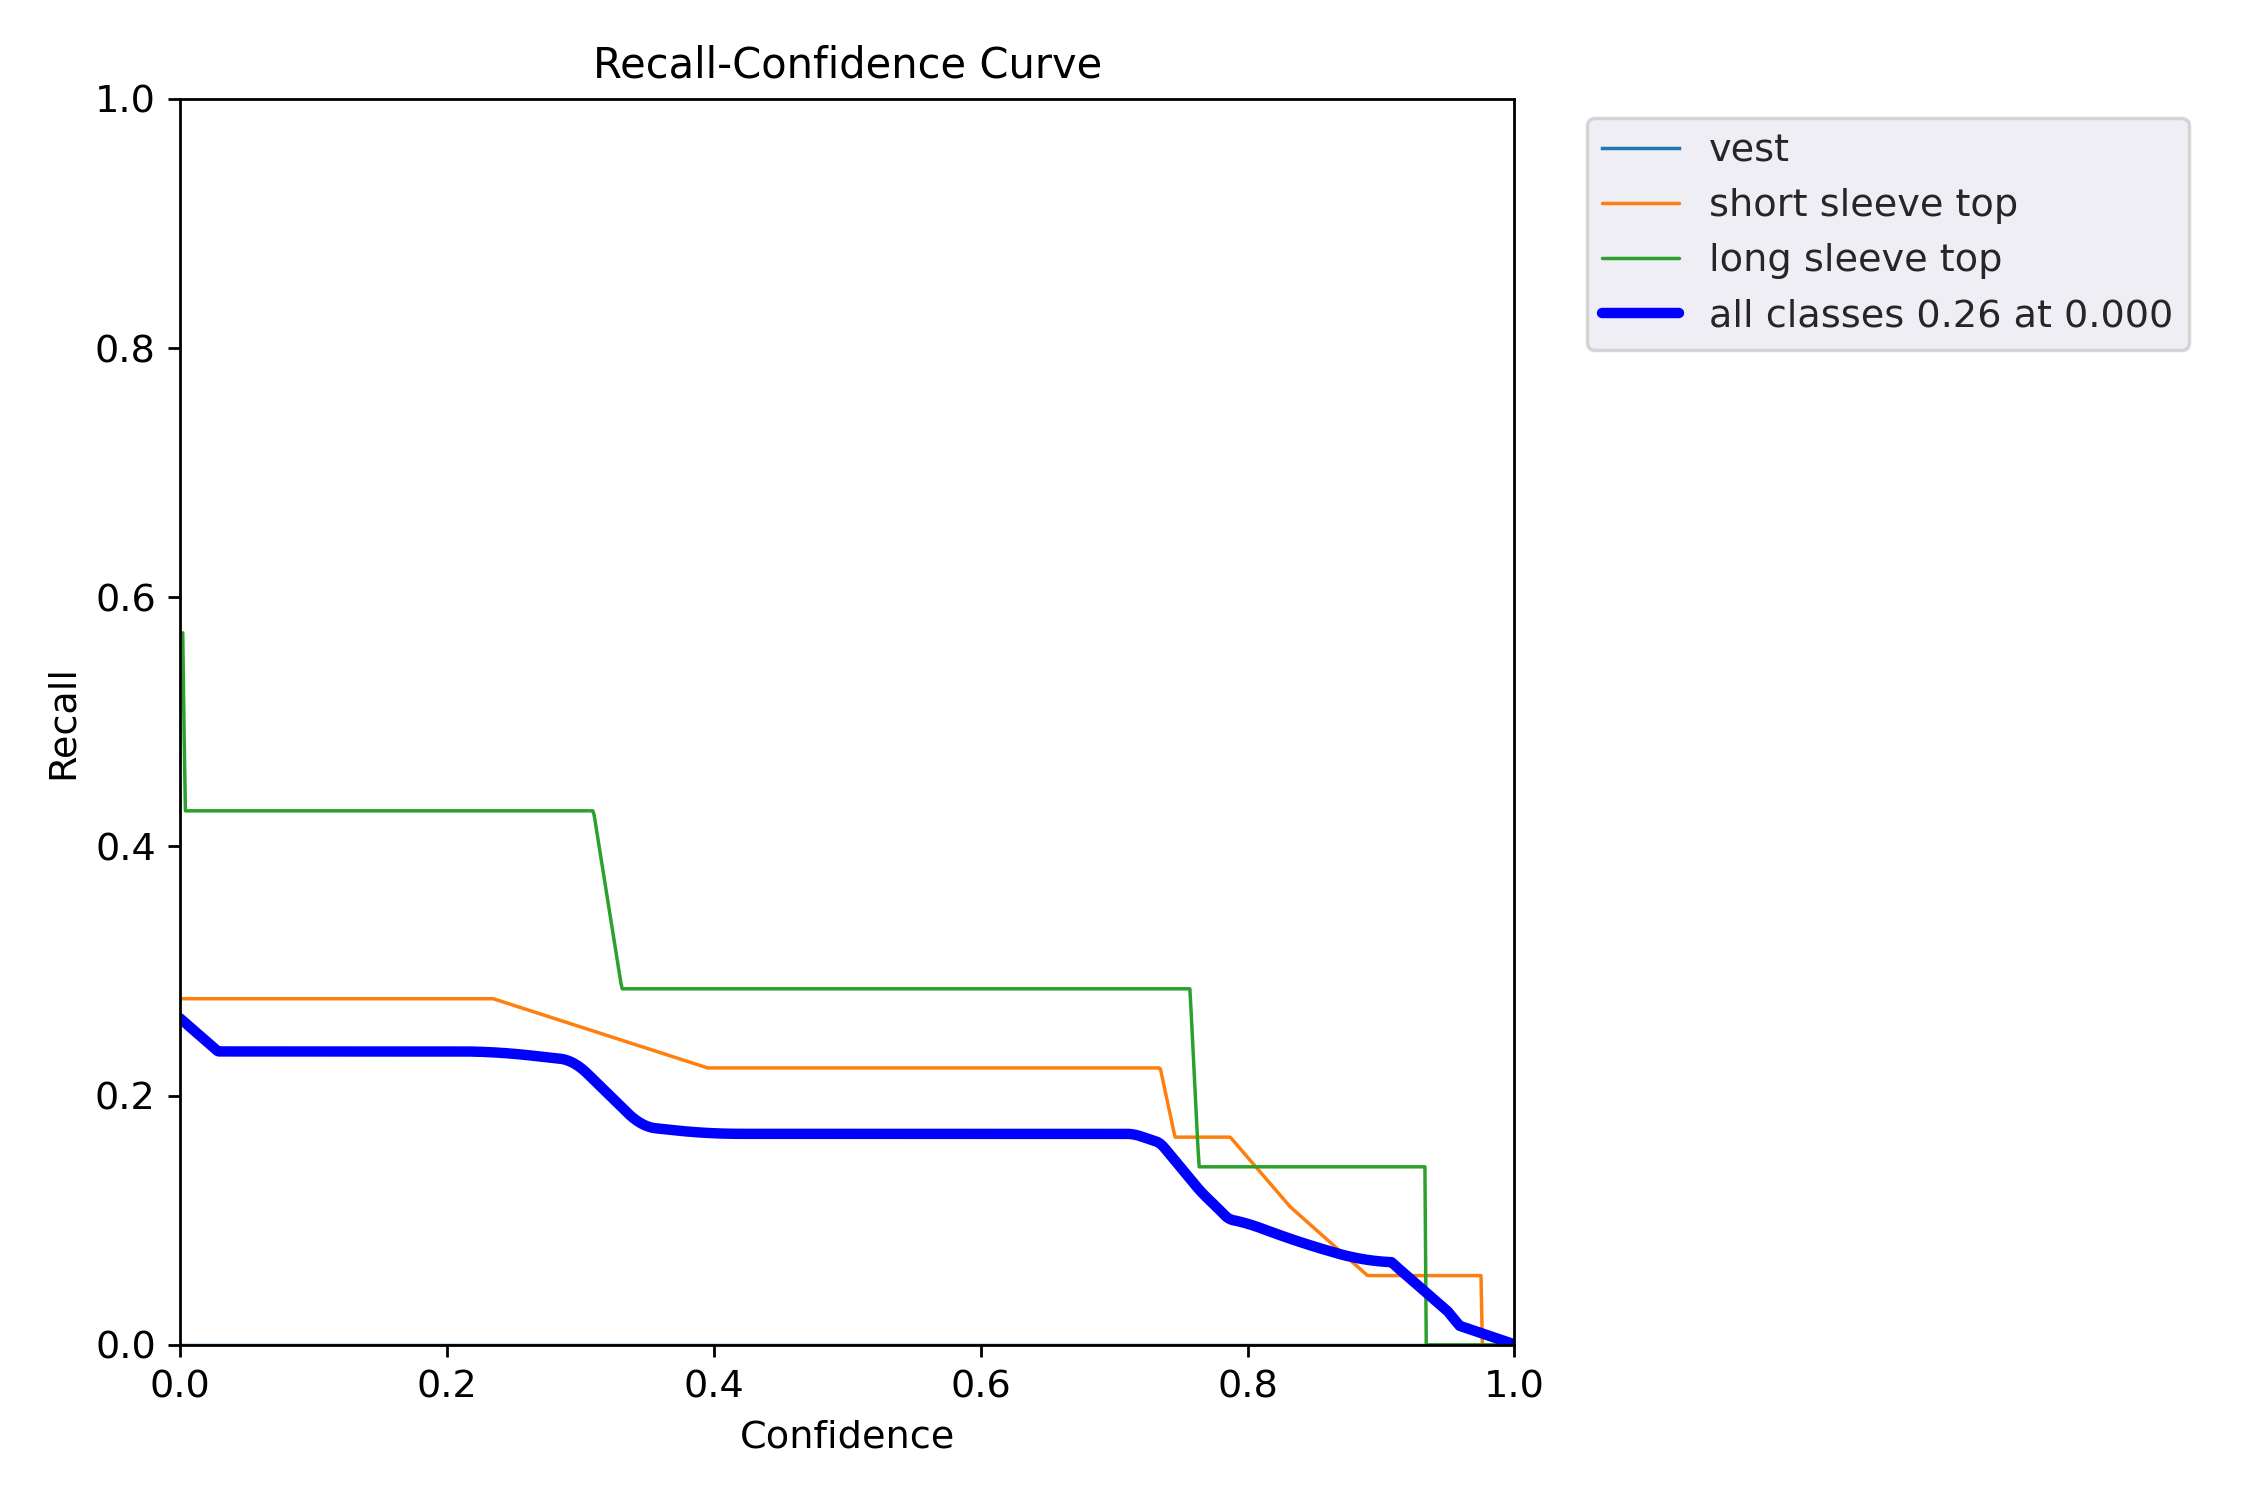 Recall-Confidence Curve
1.0
0.8
0.6
0.4
0.2
0.0
Recall
0.0 0.2 0.4 0.6 0.8 1.0
Confidence
vest
short sleeve top
long sleeve top
all classes 0.26 at 0.000